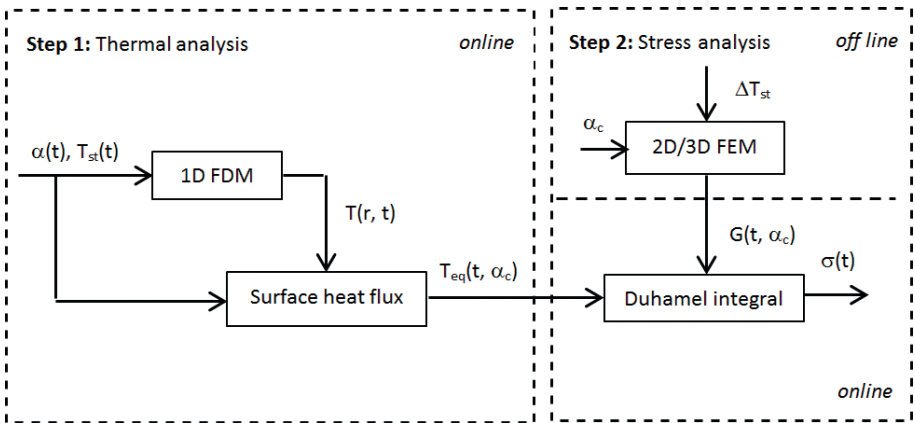 Step 1: Thermal analysis
online
α(t), Tst(t)
1D FDM
T(r, t)
Surface heat flux
Teq(t, αc)
Step 2: Stress analysis
off line
ΔTst
αc
2D/3D FEM
G(t, αc)
Duhamel integral
σ(t)
online